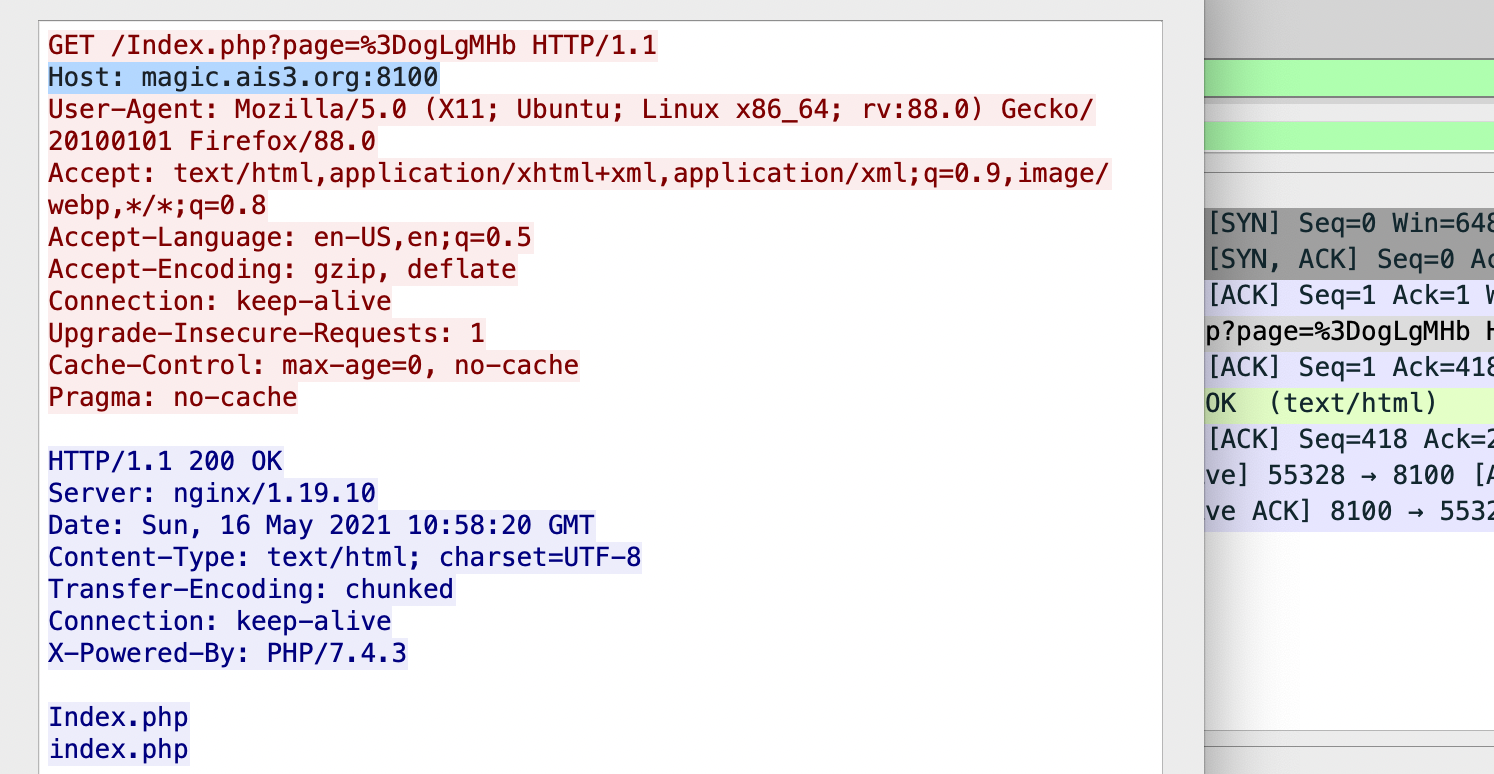 GET /Index.php?page=%3DogLgMHb HTTP/1.1
Host: magic.ais3.org:8100
User-Agent: Mozilla/5.0 (X11; Ubuntu; Linux x86_64; rv:88.0) Gecko/
20100101 Firefox/88.0
Accept: text/html,application/xhtml+xml,application/xml;q=0.9,image/
webp,*/*;q=0.8
Accept-Language: en-US,en;q=0.5
Accept-Encoding: gzip, deflate
Connection: keep-alive
Upgrade-Insecure-Requests: 1
Cache-Control: max-age=0, no-cache
Pragma: no-cache
HTTP/1.1 200 OK
Server: nginx/1.19.10
Date: Sun, 16 May 2021 10:58:20 GMT
Content-Type: text/html; charset=UTF-8
Transfer-Encoding: chunked
Connection: keep-alive
X-Powered-By: PHP/7.4.3
Index.php
index.php
[SYN] Seq=0 Win=648
[SYN, ACK] Seq=0 Ac
[ACK] Seq=1 Ack=1 W
p?page=%3DogLgMHb H
[ACK] Seq=1 Ack=418
OK (text/html)
[ACK] Seq=418 Ack=2
ve] 55328 → 8100 [A
ve ACK] 8100 → 5532